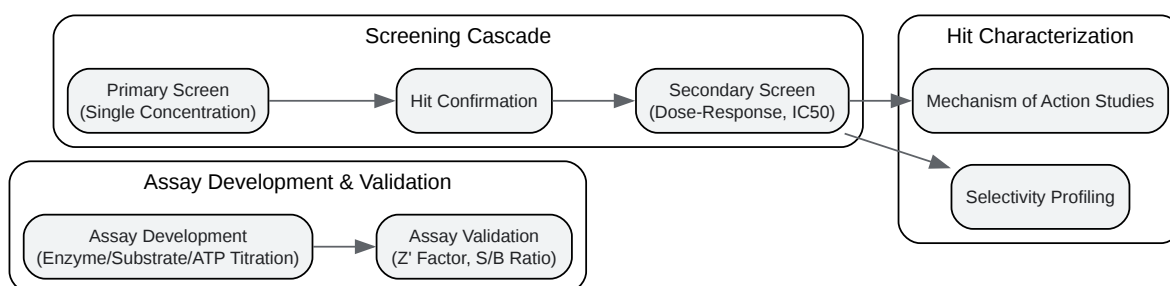 Screening Cascade
Primary Screen
(Single Concentration)
Hit Confirmation
Secondary Screen
(Dose-Response, IC50)
Hit Characterization
Mechanism of Action Studies
Selectivity Profiling
Assay Development & Validation
Assay Development
(Enzyme/Substrate/ATP Titration)
Assay Validation
(Z' Factor, S/B Ratio)